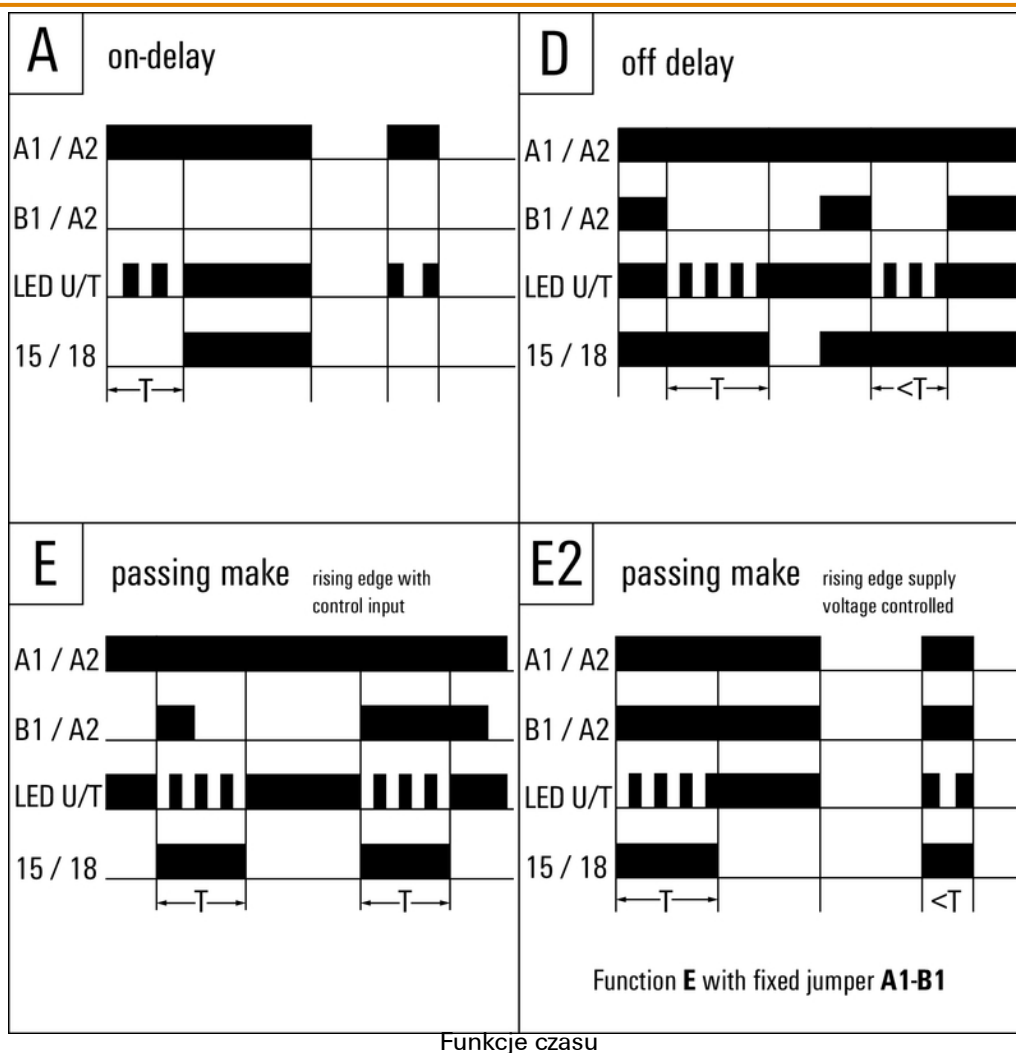 A
on-delay
A1 / A2
B1 / A2
LED U/T
15 / 18
T
D
off delay
A1 / A2
B1 / A2
LED U/T
15 / 18
T
<T
E
passing make
rising edge with
control input
A1 / A2
B1 / A2
LED U/T
15 / 18
T
T
E2
passing make
rising edge supply
voltage controlled
A1 / A2
B1 / A2
LED U/T
15 / 18
T
<T
Function E with fixed jumper A1-B1
Funkcje czasu